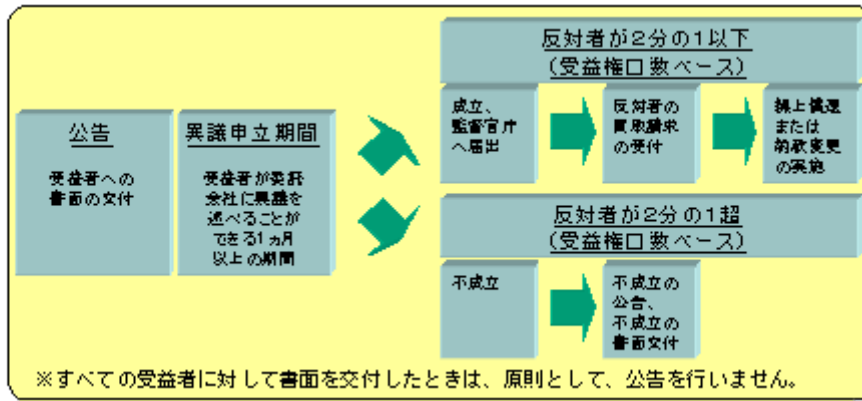 公告
受益者への
書面の交付
異議申立期間
受益者が委託
会社に異議を
述べることが
できる1ヵ月
以上の期間
反対者が2分の1以下
(受益権口数ベース)
成立、
監督官庁
へ届出
反対者の
買取請求
の受付
繰上償還
または
約款変更
の実施
反対者が2分の1超
(受益権口数ベース)
不成立
不成立の
公告、
不成立の
書面交付
※すべての受益者に対して書面を交付したときは、原則として、公告を行いません。